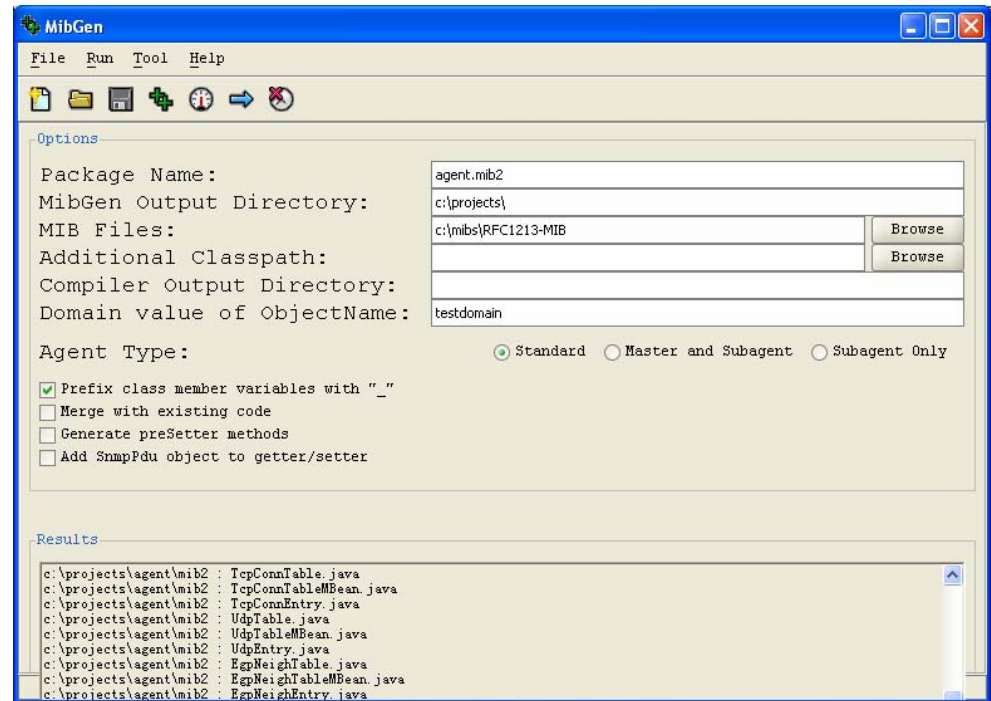 MibGen
File Run Tool Help
Options
Package Name: agent.mib2
MibGen Output Directory: c:\projects\
MIB Files: c:\mibs\RFC1213-MIB Browse
Additional Classpath: Browse
Compiler Output Directory:
Domain value of ObjectName: testdomain
Agent Type: Standard Master and Subagent Subagent Only
Prefix class member variables with "_"
Merge with existing code
Generate preSetter methods
Add SnmpPdu object to getter/setter
Results
c:\projects\agent\mib2 : TcpConnTable.java
c:\projects\agent\mib2 : TcpConnTableMBean.java
c:\projects\agent\mib2 : TcpConnEntry.java
c:\projects\agent\mib2 : UdpTable.java
c:\projects\agent\mib2 : UdpTableMBean.java
c:\projects\agent\mib2 : UdpEntry.java
c:\projects\agent\mib2 : EgpNeighTable.java
c:\projects\agent\mib2 : EgpNeighTableMBean.java
c:\projects\agent\mib2 : EgpNeighEntry.java